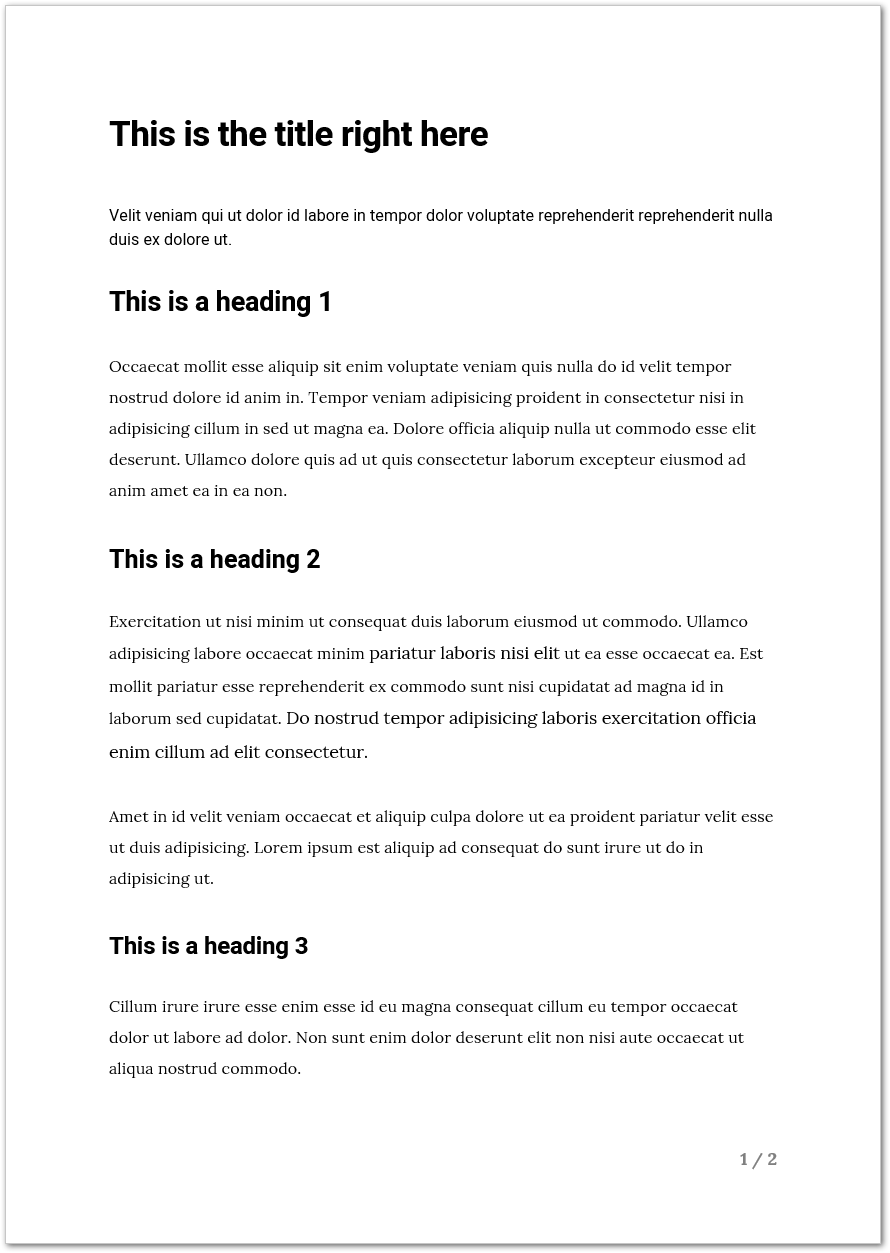 This is the title right here
Velit veniam qui ut dolor id labore in tempor dolor voluptate reprehenderit reprehenderit nulla
duis ex dolore ut.
This is a heading 1
Occaecat mollit esse aliquip sit enim voluptate veniam quis nulla do id velit tempor
nostrud dolore id anim in. Tempor veniam adipisicing proident in consectetur nisi in
adipisicing cillum in sed ut magna ea. Dolore officia aliquip nulla ut commodo esse elit
deserunt. Ullamco dolore quis ad ut quis consectetur laborum excepteur eiusmod ad
anim amet ea in ea non.
This is a heading 2
Exercitation ut nisi minim ut consequat duis laborum eiusmod ut commodo. Ullamco
adipisicing labore occaecat minim pariatur laboris nisi elit ut ea esse occaecat ea. Est
mollit pariatur esse reprehenderit ex commodo sunt nisi cupidatat ad magna id in
laborum sed cupidatat. Do nostrud tempor adipisicing laboris exercitation officia
enim cillum ad elit consectetur.
Amet in id velit veniam occaecat et aliquip culpa dolore ut ea proident pariatur velit esse
ut duis adipisicing. Lorem ipsum est aliquip ad consequat do sunt irure ut do in
adipisicing ut.
This is a heading 3
Cillum irure irure esse enim esse id eu magna consequat cillum eu tempor occaecat
dolor ut labore ad dolor. Non sunt enim dolor deserunt elit non nisi aute occaecat ut
aliqua nostrud commodo.
1 / 2